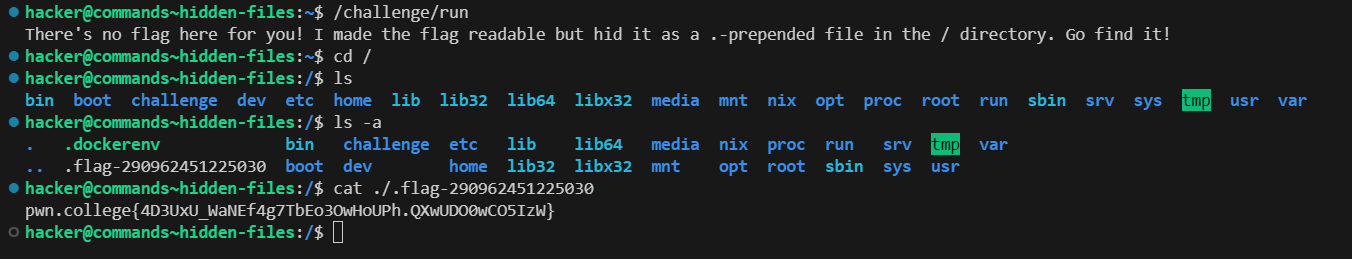 hacker@commands~hidden-files:~$ /challenge/run
There's no flag here for you! I made the flag readable but hid it as a .-prepended file in the / directory. Go find it!
hacker@commands~hidden-files:~$ cd /
hacker@commands~hidden-files:/$ ls
bin boot challenge dev etc home lib lib32 lib64 libx32 media mnt nix opt proc root run sbin srv sys tmp usr var
hacker@commands~hidden-files:/$ ls -a
. .dockerenv bin challenge etc lib lib64 media nix proc run srv tmp var
.. .flag-290962451225030 boot dev home lib32 libx32 mnt opt root sbin sys usr
hacker@commands~hidden-files:/$ cat ./.flag-290962451225030
pwn.college{4D3UxU_WaNEf4g7TbEo3OwHoUPh.QXwUDO0wCO5IzW}
hacker@commands~hidden-files:/$